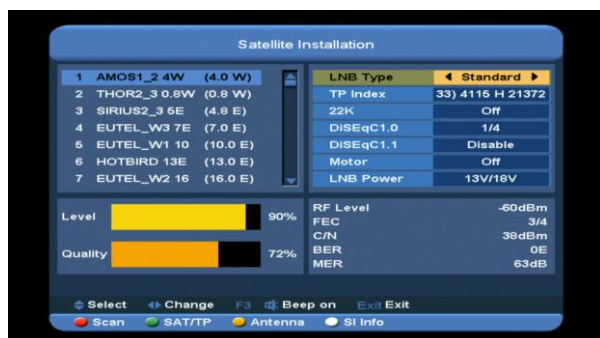 Satellite Installation
1 AMOS1_2 4W (4.0 W)
2 THOR2_3 0.8W (0.8 W)
3 SIRIUS2_3 5E (4.8 E)
4 EUTEL_W3 7E (7.0 E)
5 EUTEL_W1 10 (10.0 E)
6 HOTBIRD 13E (13.0 E)
7 EUTEL_W2 16 (16.0 E)
LNB Type Standard
TP Index 33) 4115 H 21372
22K Off
DiSEqC1.0 1/4
DiSEqC1.1 Disable
Motor Off
LNB Power 13V/18V
Level 90%
Quality 72%
RF Level -60dBm
FEC 3/4
C/N 38dBm
BER 0E
MER 63dB
Select Change F3 Beep on Exit Exit
Scan SAT/TP Antenna SI Info